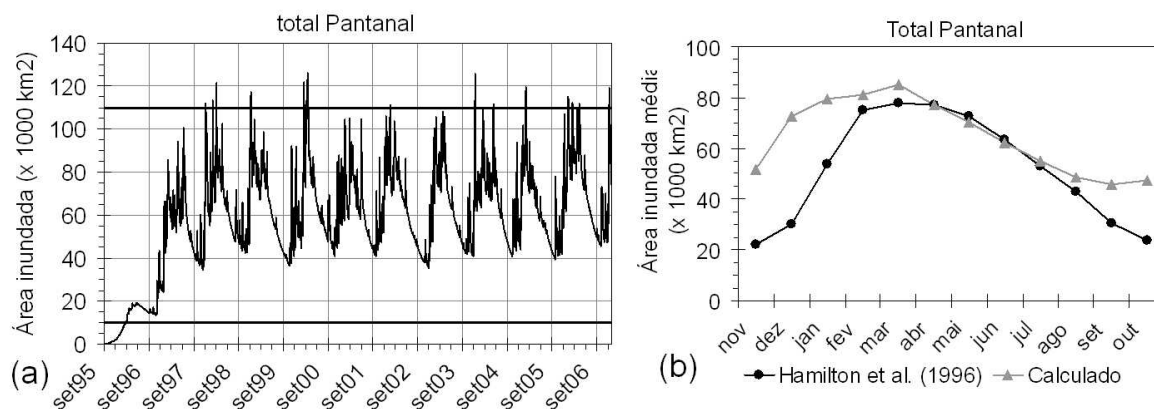 total Pantanal
Área inundada (x 1000 km2)
140
120
100
80
60
40
20
0
set95
set96
set97
set98
set99
set00
set01
set02
set03
set04
set05
set06
(a)
Total Pantanal
Área inundada média
(x 1000 km2)
100
80
60
40
20
0
nov
dez
jan
fev
mar
abr
mai
jun
jul
ago
set
out
(b)
Hamilton et al. (1996)
Calculado